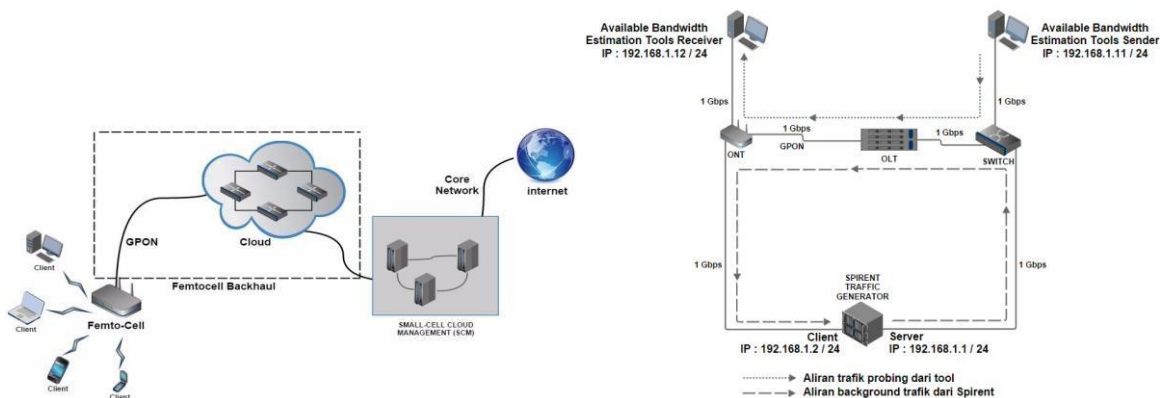 internet
Core
Network
GPON
Cloud
Client
Femtocell Backhaul
Client
Femto-Cell
SMALL-CELL CLOUD
MANAGEMENT (SCM)
Client
Client
Available Bandwidth
Estimation Tools Receiver
IP : 192.168.1.12 / 24
Available Bandwidth
Estimation Tools Sender
IP : 192.168.1.11 / 24
1 Gbps
1 Gbps
1 Gbps
GPON
1 Gbps
ONT
OLT
SWITCH
1 Gbps
1 Gbps
SPIRENT
TRAFFIC
GENERATOR
Client
IP : 192.168.1.2 / 24
Server
IP : 192.168.1.1 / 24
Aliran trafik probing dari tool
Aliran background trafik dari Spirent